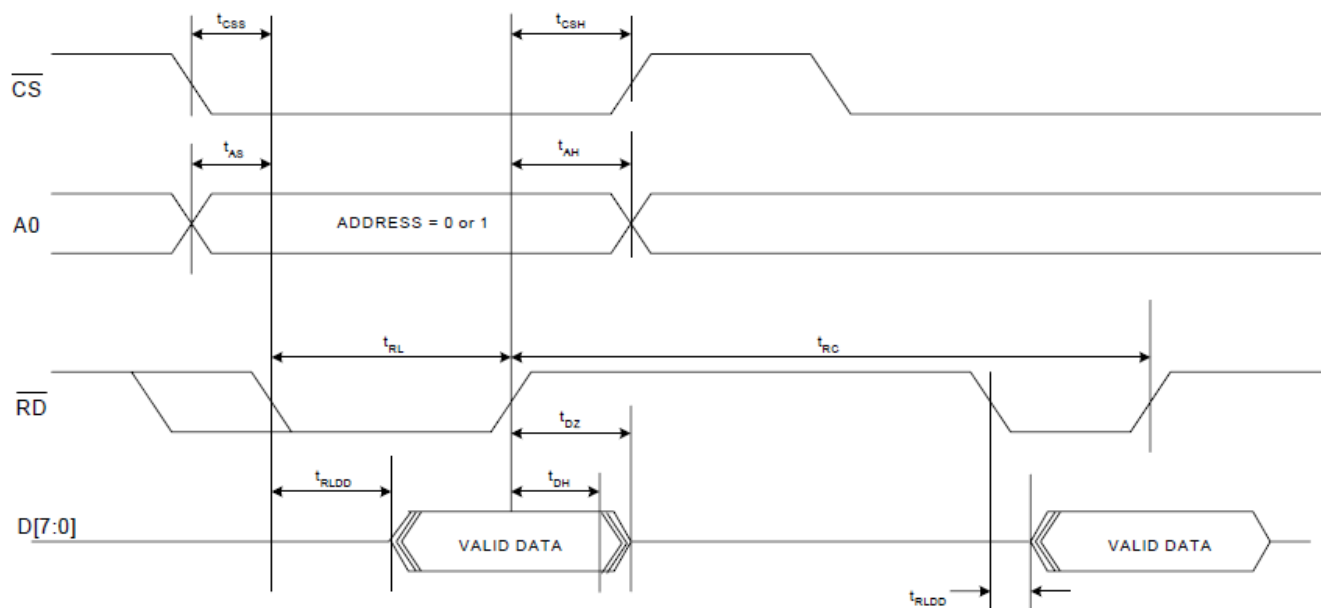 tCSS
tCSH
CS
tAS
tAH
A0
ADDRESS = 0 or 1
tRL
tRC
RD
tDZ
tRLDD
tDH
D[7:0]
VALID DATA
VALID DATA
tRLDD